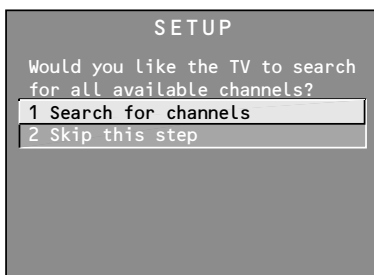 SETUP
Would you like the TV to search
for all available channels?
1 Search for channels
2 Skip this step